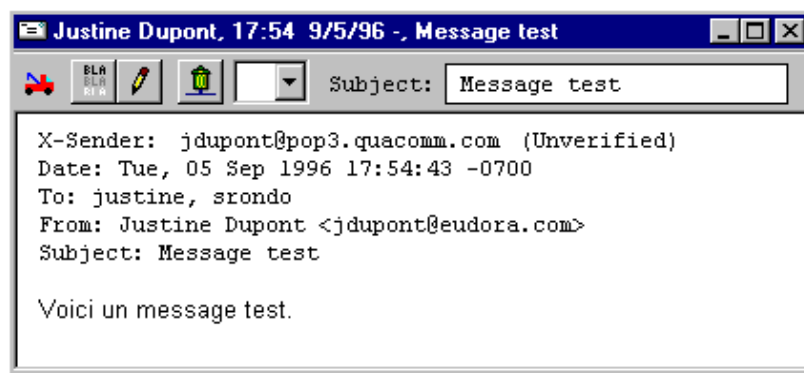 Justine Dupont, 17:54 9/5/96 -, Message test
BLA
BLA
BLA
Subject: Message test
X-Sender: jdupont@pop3.quacomm.com (Unverified)
Date: Tue, 05 Sep 1996 17:54:43 -0700
To: justine, srondo
From: Justine Dupont <jdupont@eudora.com>
Subject: Message test
Voici un message test.